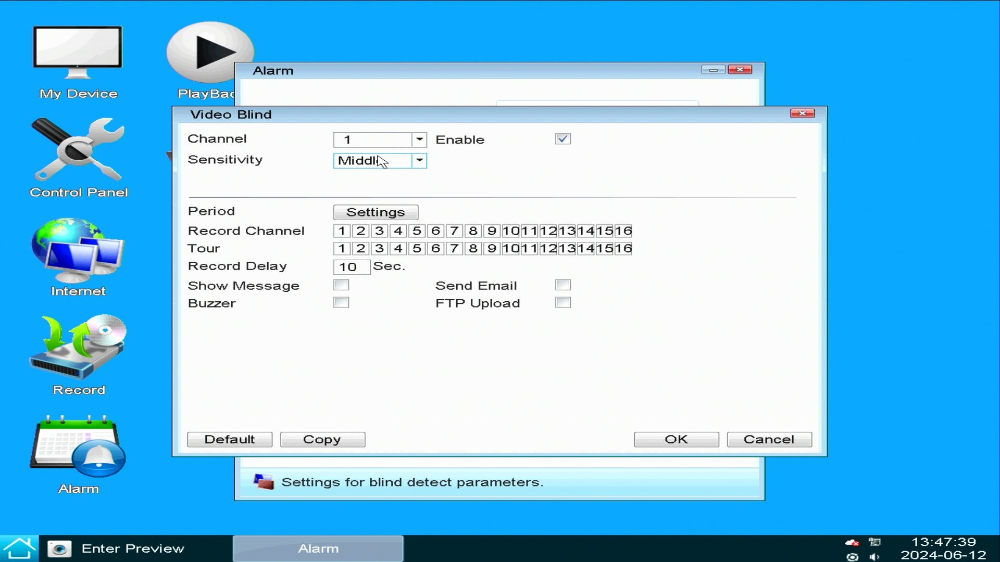 My Device
PlayBac
Control Panel
Internet
Record
Alarm
Alarm
Video Blind
Channel 1 Enable
Sensitivity Middl
Period Settings
Record Channel 1 2 3 4 5 6 7 8 9 10 11 12 13 14 15 16
Tour 1 2 3 4 5 6 7 8 9 10 11 12 13 14 15 16
Record Delay 10 Sec.
Show Message Send Email
Buzzer FTP Upload
Default Copy OK Cancel
Settings for blind detect parameters.
Enter Preview Alarm
13:47:39
2024-06-12